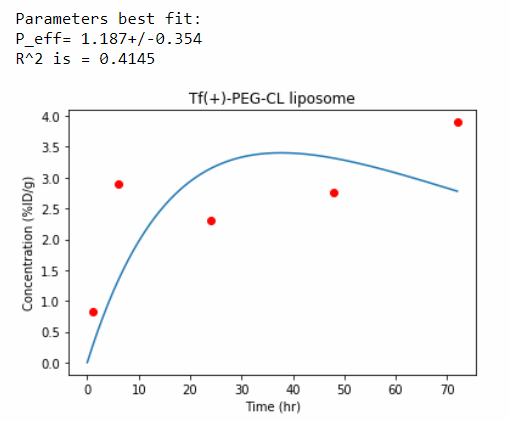 Parameters best fit:
P_eff= 1.187+/-0.354
R^2 is = 0.4145
Tf(+)-PEG-CL liposome
4.0
3.5
3.0
2.5
2.0
1.5
1.0
0.5
0.0
Concentration (%ID/g)
0 10 20 30 40 50 60 70
Time (hr)